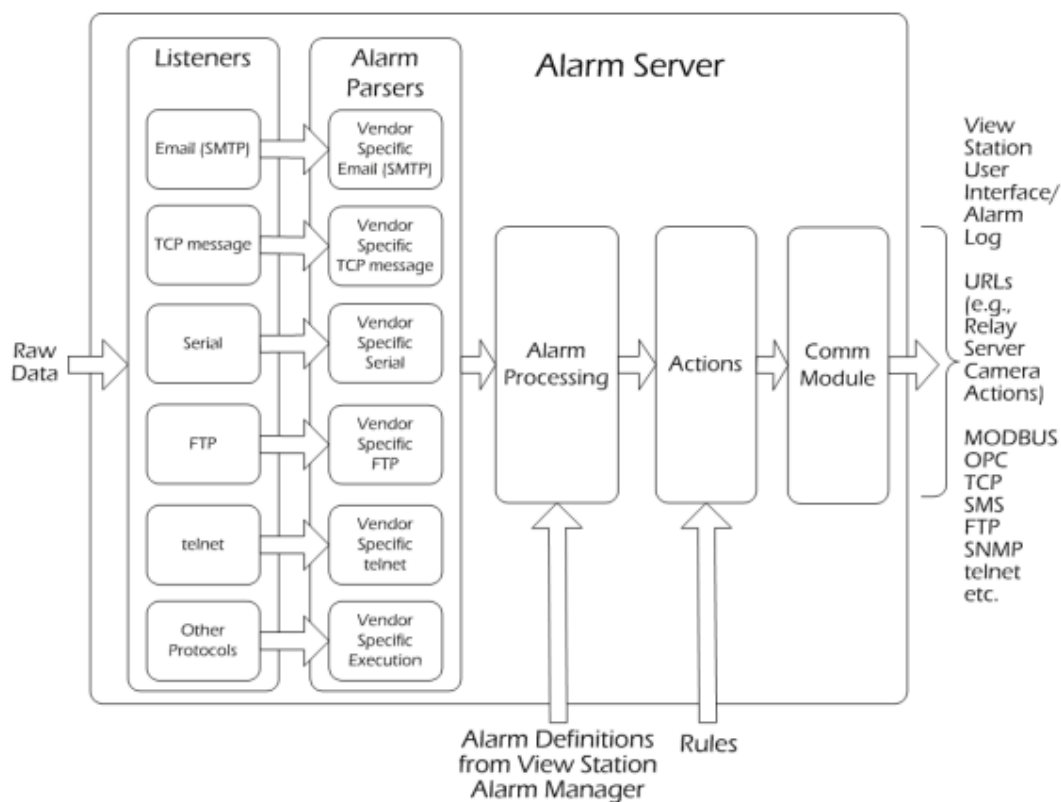 Listeners
Alarm
Parsers
Alarm Server
Email (SMTP)
Vendor
Specific
Email (SMTP)
TCP message
Vendor
Specific
TCP message
Serial
Vendor
Specific
Serial
FTP
Vendor
Specific
FTP
telnet
Vendor
Specific
telnet
Other
Protocols
Vendor
Specific
Execution
Raw
Data
Alarm
Processing
Actions
Comm
Module
View
Station
User
Interface/
Alarm
Log
URLs
(e.g.,
Relay
Server
Camera
Actions)
MODBUS
OPC
TCP
SMS
FTP
SNMP
telnet
etc.
Alarm Definitions
from View Station
Alarm Manager
Rules